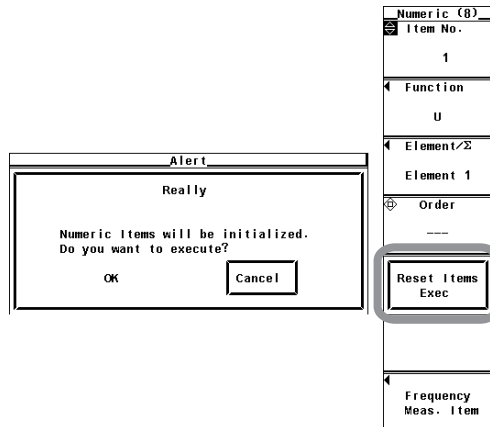 Numeric (8)
Item No.
1
Function
U
Element/Σ
Element 1
Order
---
Reset Items
Exec
Frequency
Meas. Item
Alert
Really
Numeric Items will be initialized.
Do you want to execute?
OK
Cancel